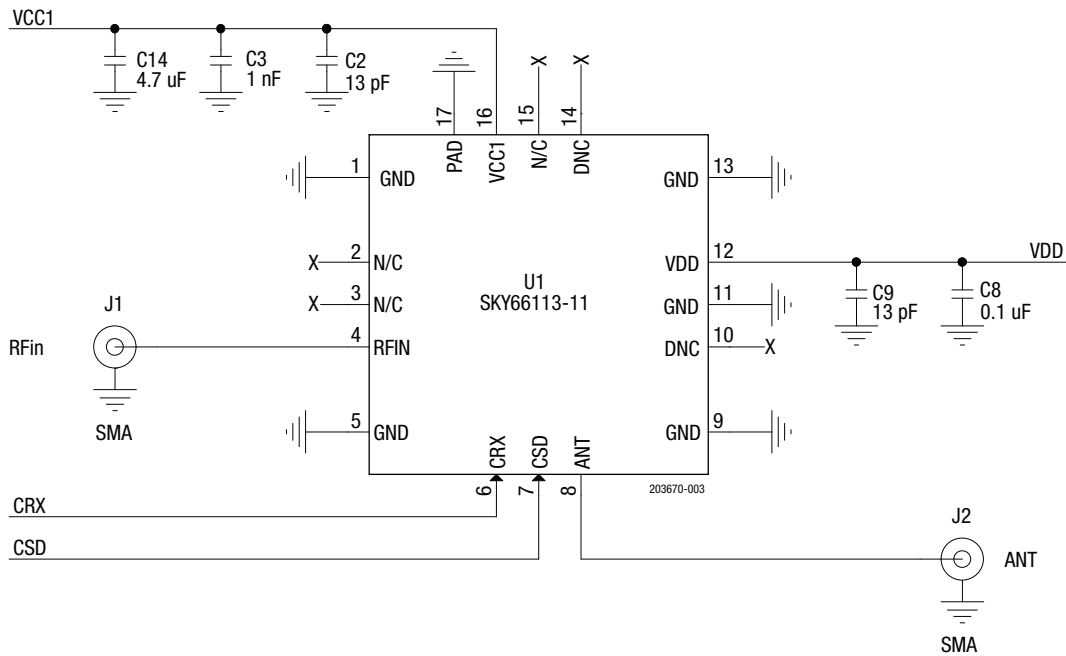 VCC1
C14
4.7 uF
C3
1 nF
C2
13 pF
17
16
15
14
X
X
PAD
VCC1
N/C
DNC
1
GND
13
GND
2
X
N/C
12
VDD
VDD
3
X
N/C
U1
SKY66113-11
11
GND
C9
13 pF
C8
0.1 uF
J1
RFin
4
RFIN
10
DNC
X
SMA
5
GND
9
GND
CRX
CSD
ANT
6
7
8
203670-003
CRX
CSD
J2
ANT
SMA